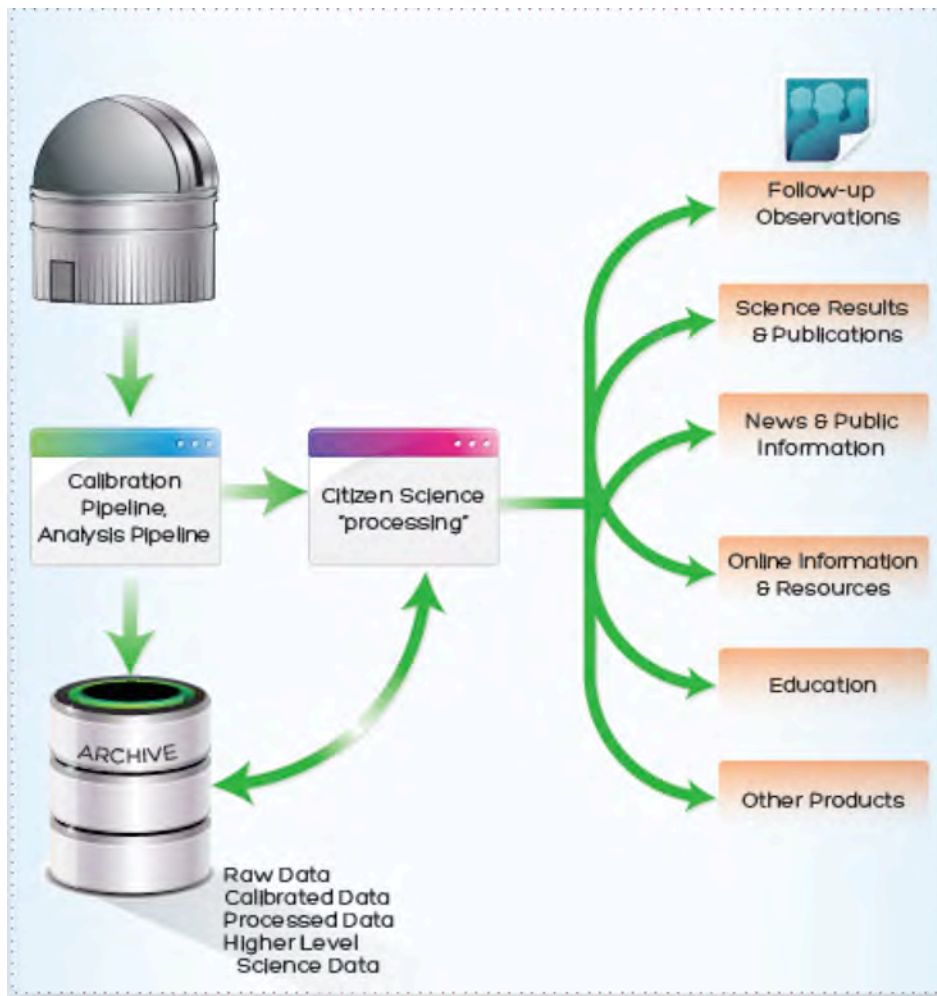 Follow-up
Observations
Science Results
& Publications
News & Public
Information
Calibration
Pipeline,
Analysis Pipeline
Citizen Science
"processing"
Online Information
& Resources
Education
Other Products
ARCHIVE
Raw Data
Calibrated Data
Processed Data
Higher Level
Science Data